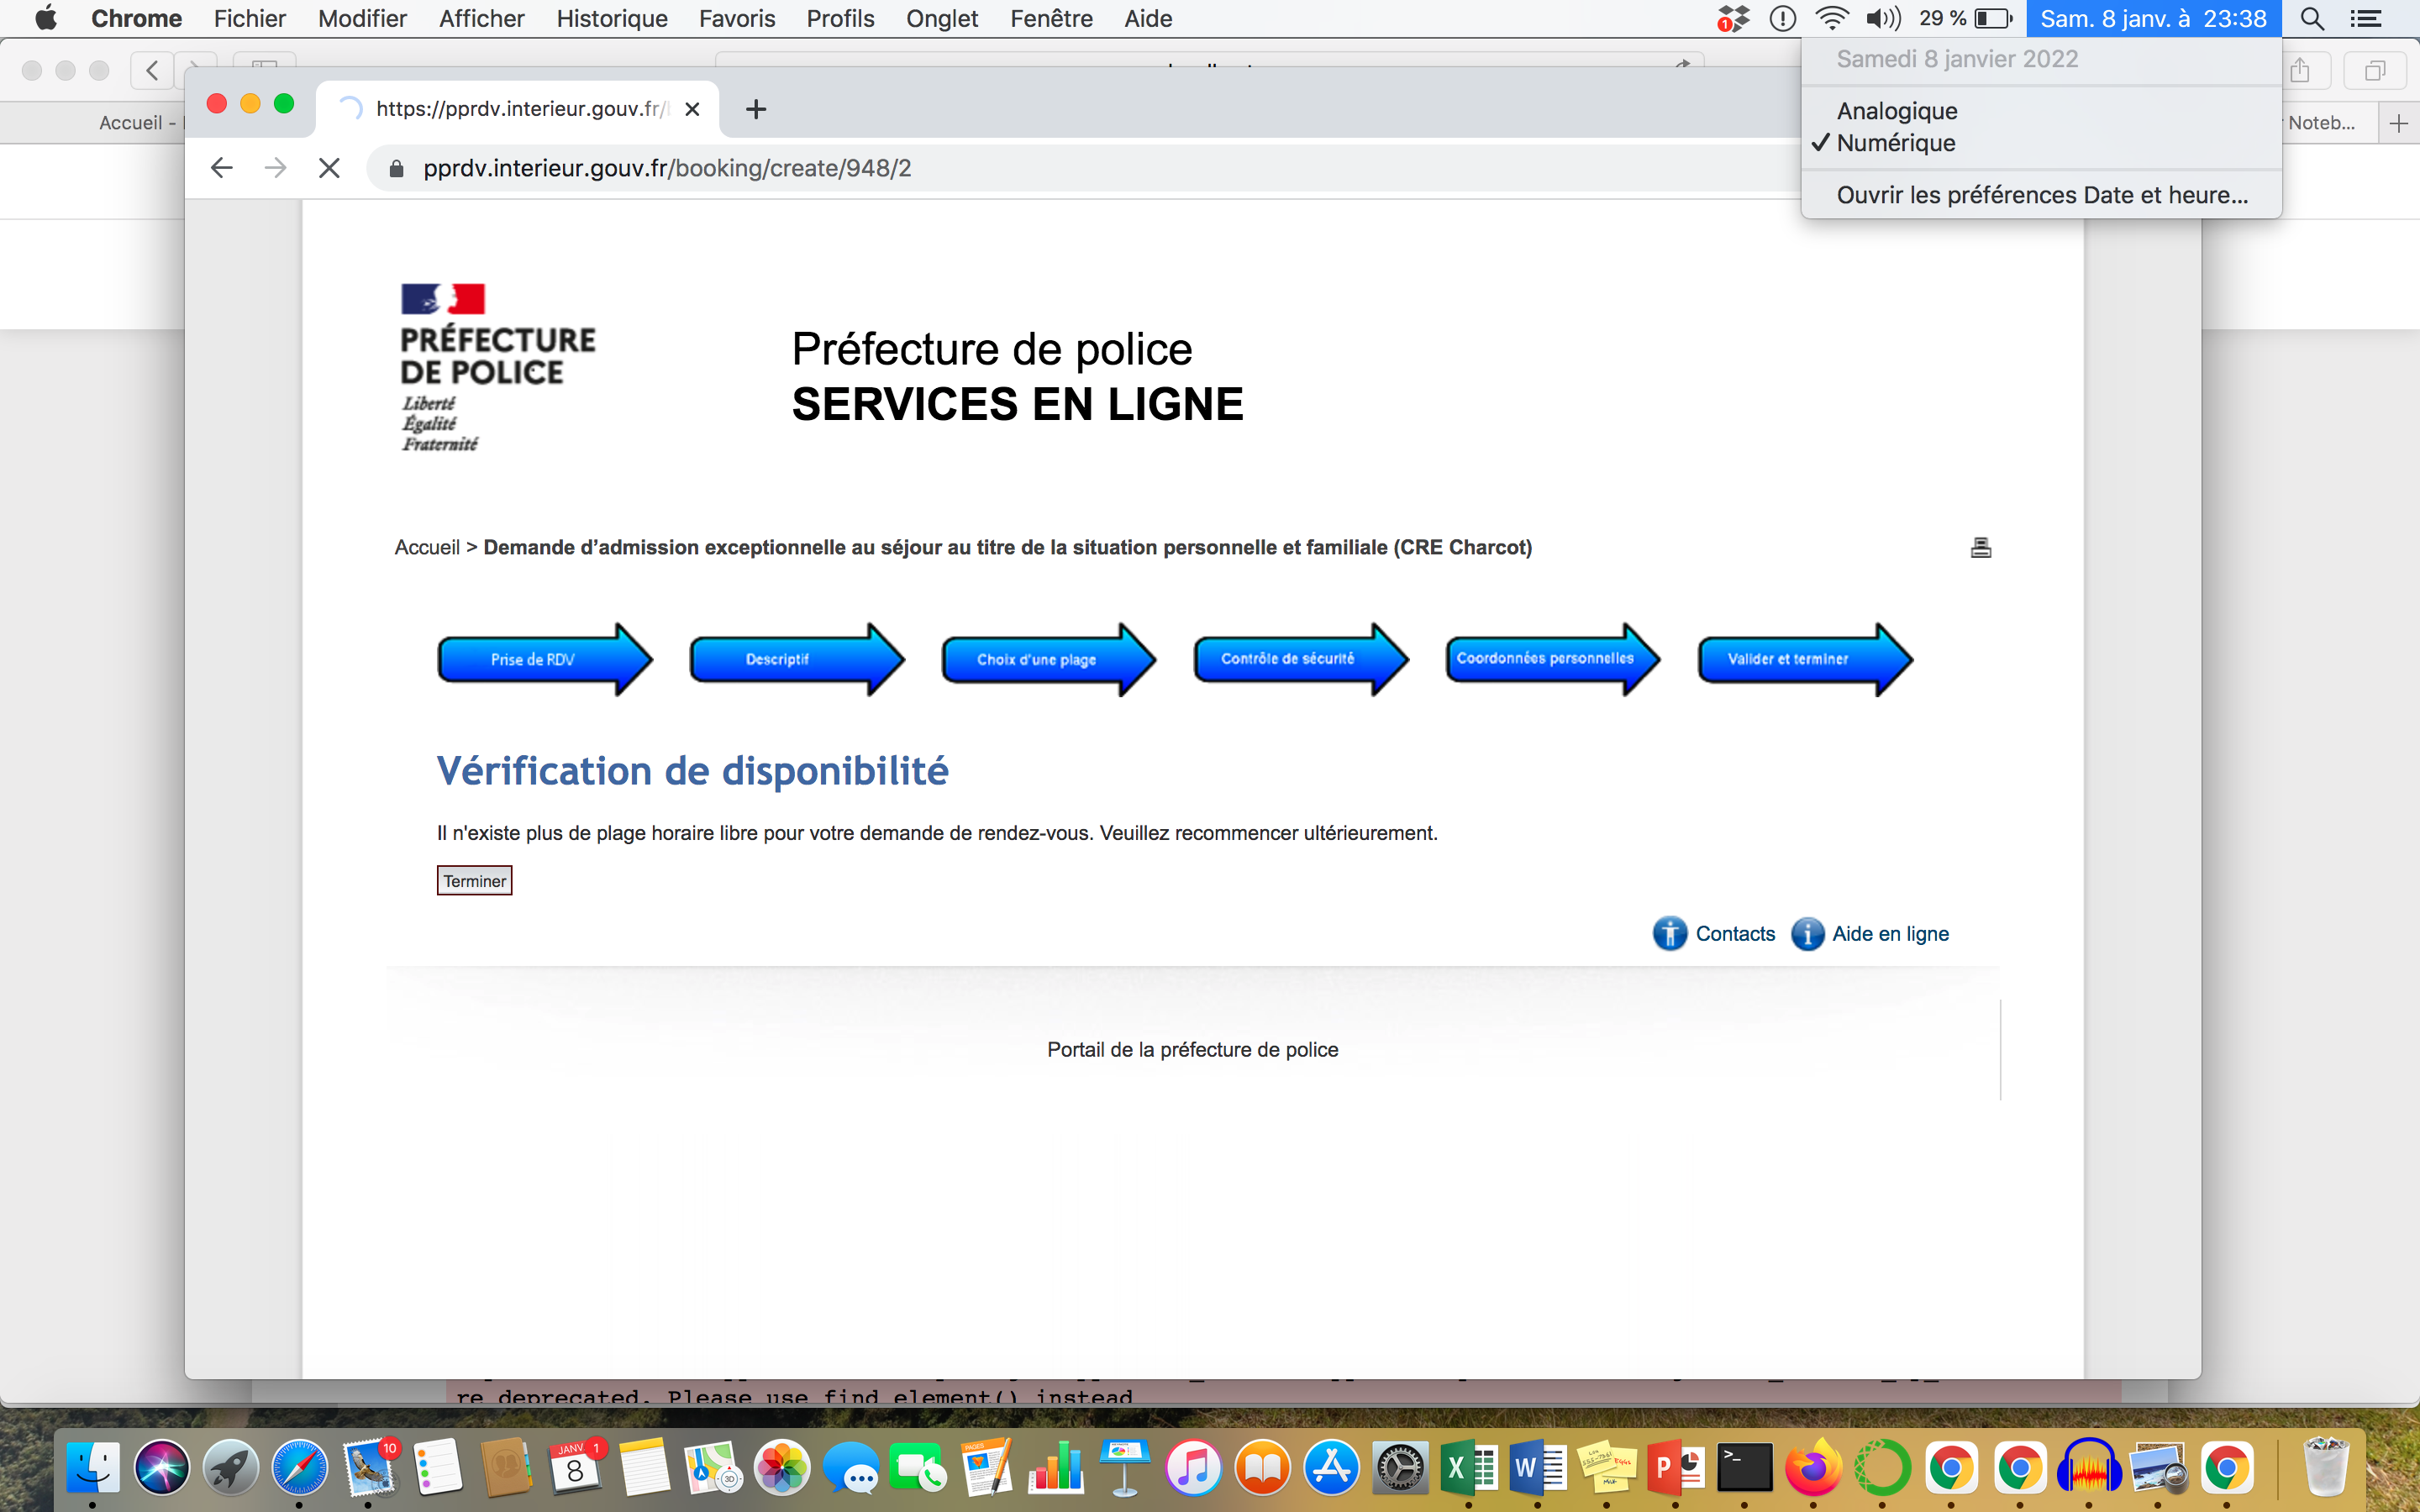 Chrome Fichier Modifier Afficher Historique Favoris Profils Onglet Fenêtre Aide 1 29 % Sam. 8 janv. à 23:38
Samedi 8 janvier 2022
Analogique
✓ Numérique
Ouvrir les préférences Date et heure...
Accueil -
https://pprdv.interieur.gouv.fr/
Noteb...
pprdv.interieur.gouv.fr/booking/create/948/2
PRÉFECTURE
DE POLICE
Liberté
Égalité
Fraternité
Préfecture de police
SERVICES EN LIGNE
Accueil > Demande d’admission exceptionnelle au séjour au titre de la situation personnelle et familiale (CRE Charcot)
Prise de RDV
Descriptif
Choix d'une plage
Contrôle de sécurité
Coordonnées personnelles
Valider et terminer
Vérification de disponibilité
Il n'existe plus de plage horaire libre pour votre demande de rendez-vous. Veuillez recommencer ultérieurement.
Terminer
Contacts Aide en ligne
Portail de la préfecture de police
re deprecated. Please use find_element() instead
10
JANV. 1
8
3D
PAGES
X
W
P
>_